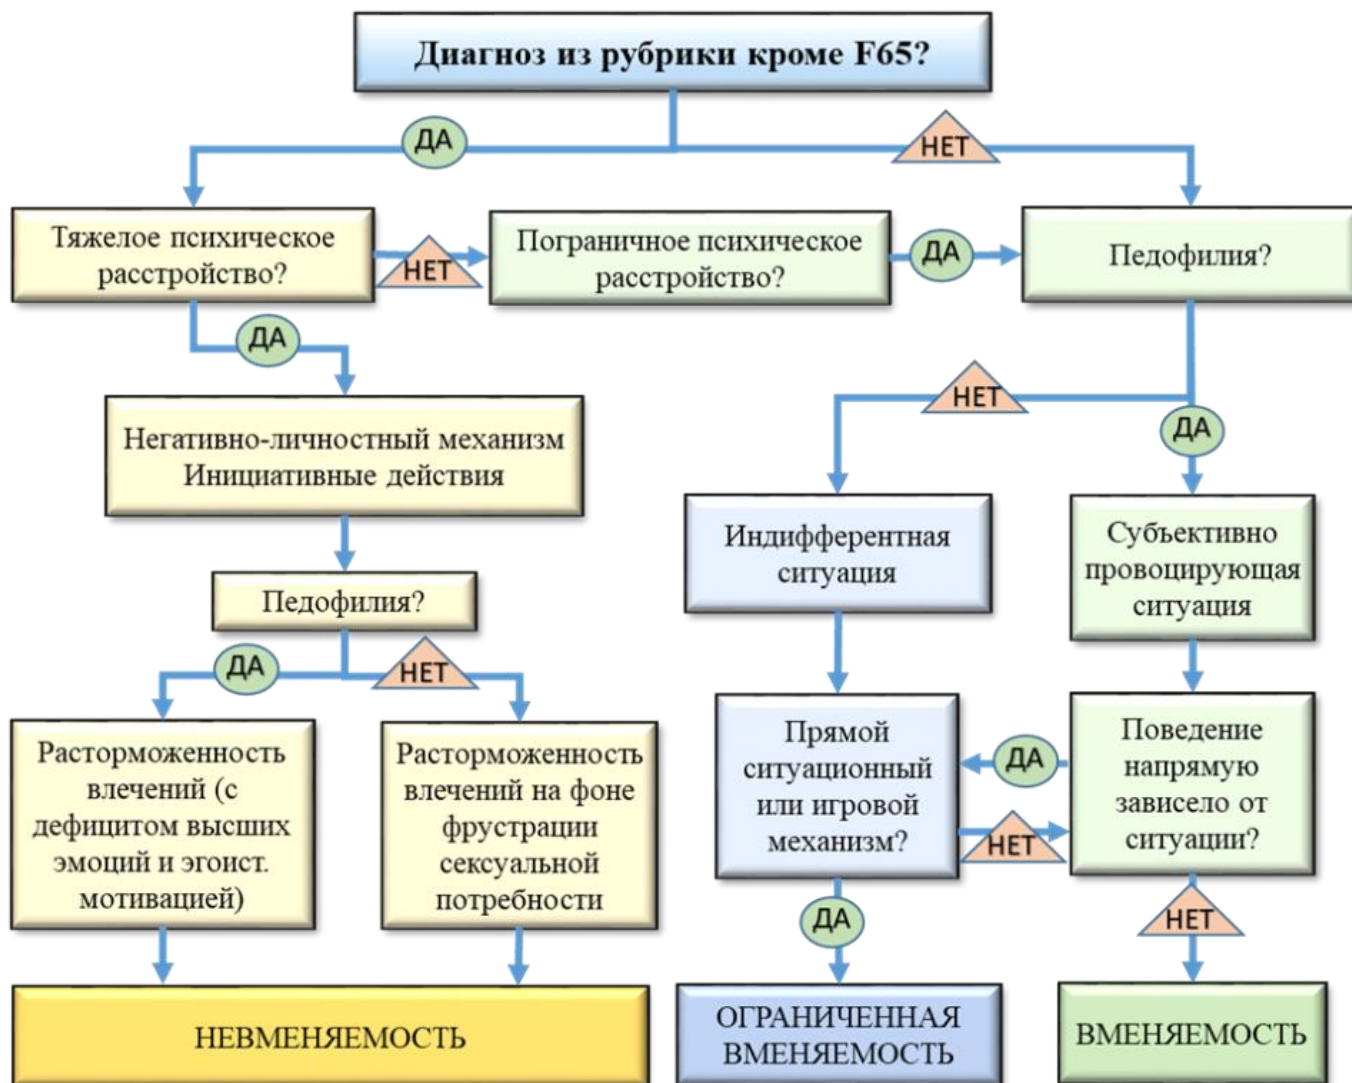 Диагноз из рубрики кроме F65?
ДА
НЕТ
Тяжелое психическое
расстройство?
НЕТ
Пограничное психическое
расстройство?
ДА
Педофилия?
ДА
НЕТ
ДА
Негативно-личностный механизм
Инициативные действия
Индифферентная
ситуация
Субъективно
провоцирующая
ситуация
Педофилия?
ДА
НЕТ
Расторможенность
влечений (с
дефицитом высших
эмоций и эгоист.
мотивацией)
Расторможенность
влечений на фоне
фрустрации
сексуальной
потребности
Прямой
ситуационный
или игровой
механизм?
ДА
НЕТ
Поведение
напрямую
зависело от
ситуации?
ДА
НЕТ
НЕВМЕНЯЕМОСТЬ
ОГРАНИЧЕННАЯ
ВМЕНЯЕМОСТЬ
ВМЕНЯЕМОСТЬ